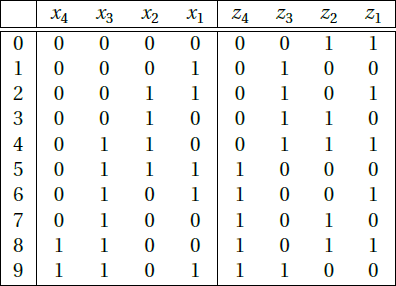 x₄ x₃ x₂ x₁ z₄ z₃ z₂ z₁
0 0 0 0 0 0 0 1 1
1 0 0 0 1 0 1 0 0
2 0 0 1 1 0 1 0 1
3 0 0 1 0 0 1 1 0
4 0 1 1 0 0 1 1 1
5 0 1 1 1 1 0 0 0
6 0 1 0 1 1 0 0 1
7 0 1 0 0 1 0 1 0
8 1 1 0 0 1 0 1 1
9 1 1 0 1 1 1 0 0